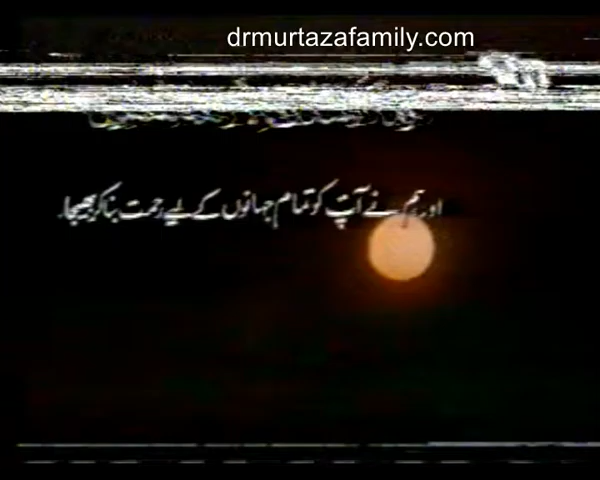 drmurtazafamily.com
اور ہم نے آپ کو تمام جہانوں کے لیے رحمت بنا کر بھیجا۔